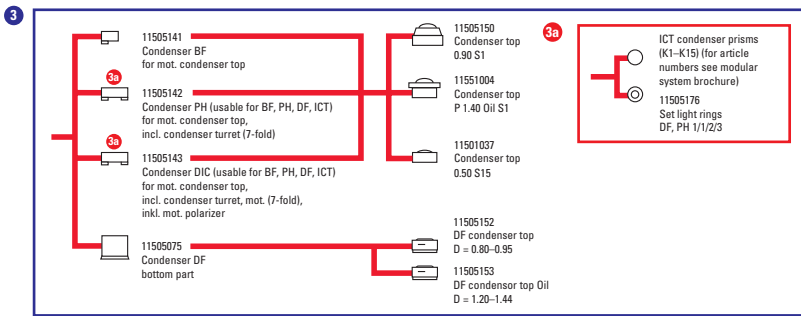 3
11505141
Condenser BF
for mot. condenser top
3a
11505142
Condenser PH (usable for BF, PH, DF, ICT)
for mot. condenser top,
incl. condenser turret (7-fold)
3a
11505143
Condenser DIC (usable for BF, PH, DF, ICT)
for mot. condenser top,
incl. condenser turret, mot. (7-fold),
inkl. mot. polarizer
11505075
Condenser DF
bottom part
11505150
Condenser top
0.90 S1
11551004
Condenser top
P 1.40 Oil S1
11501037
Condenser top
0.50 S15
11505152
DF condenser top
D = 0.80–0.95
11505153
DF condensor top Oil
D = 1.20–1.44
3a
ICT condenser prisms
(K1–K15) (for article
numbers see modular
system brochure)
11505176
Set light rings
DF, PH 1/1/2/3